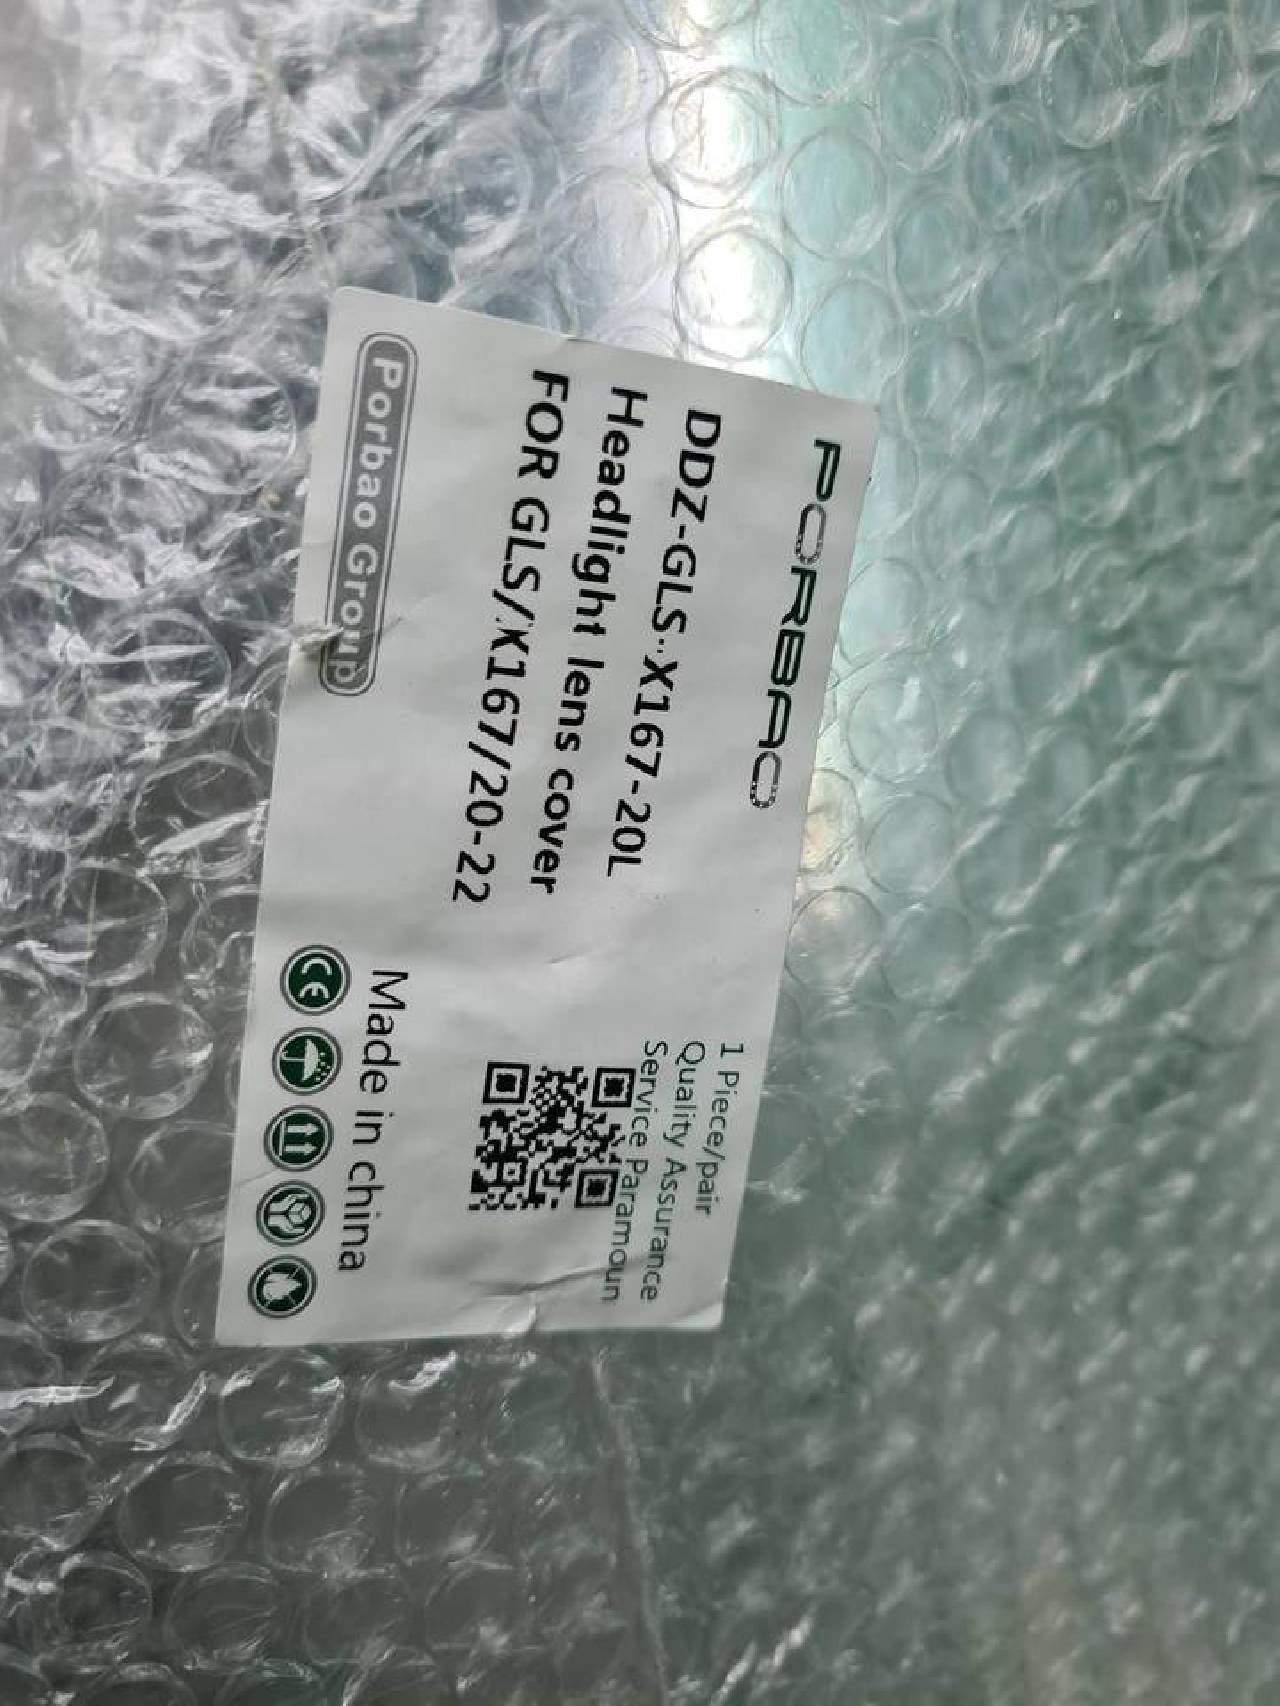 PORBAO
DDZ-GLS-X167-20L
Headlight lens cover
FOR GLS/X167/20-22
Porbao Group
1 Piece/pair
Quality Assurance
Service Paramoun
Made in china
CE